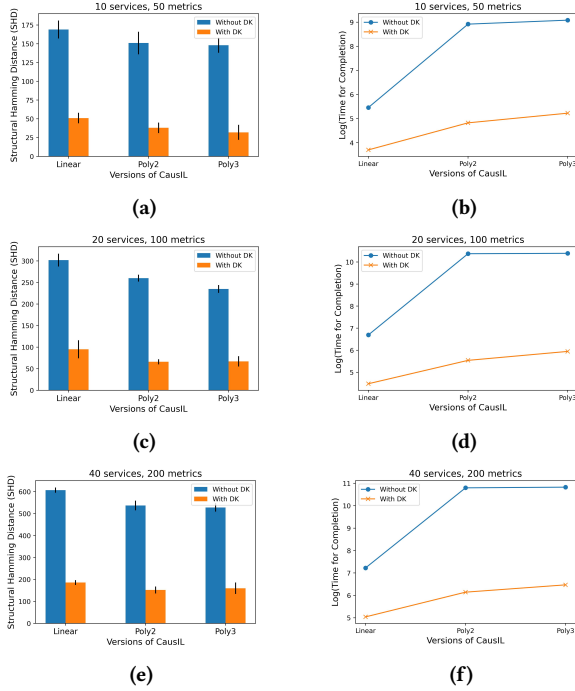 10 services, 50 metrics
Structural Hamming Distance (SHD)
175
150
125
100
75
50
25
0
Without DK
With DK
Linear
Poly2
Poly3
Versions of CausIL
(a)
10 services, 50 metrics
Log(Time for Completion)
9
8
7
6
5
4
Without DK
With DK
Linear
Poly2
Poly3
Versions of CausIL
(b)
20 services, 100 metrics
Structural Hamming Distance (SHD)
300
250
200
150
100
50
0
Without DK
With DK
Linear
Poly2
Poly3
Versions of CausIL
(c)
20 services, 100 metrics
Log(Time for Completion)
10
9
8
7
6
5
Without DK
With DK
Linear
Poly2
Poly3
Versions of CausIL
(d)
40 services, 200 metrics
Structural Hamming Distance (SHD)
600
500
400
300
200
100
0
Without DK
With DK
Linear
Poly2
Poly3
Versions of CausIL
(e)
40 services, 200 metrics
Log(Time for Completion)
11
10
9
8
7
6
5
Without DK
With DK
Linear
Poly2
Poly3
Versions of CausIL
(f)